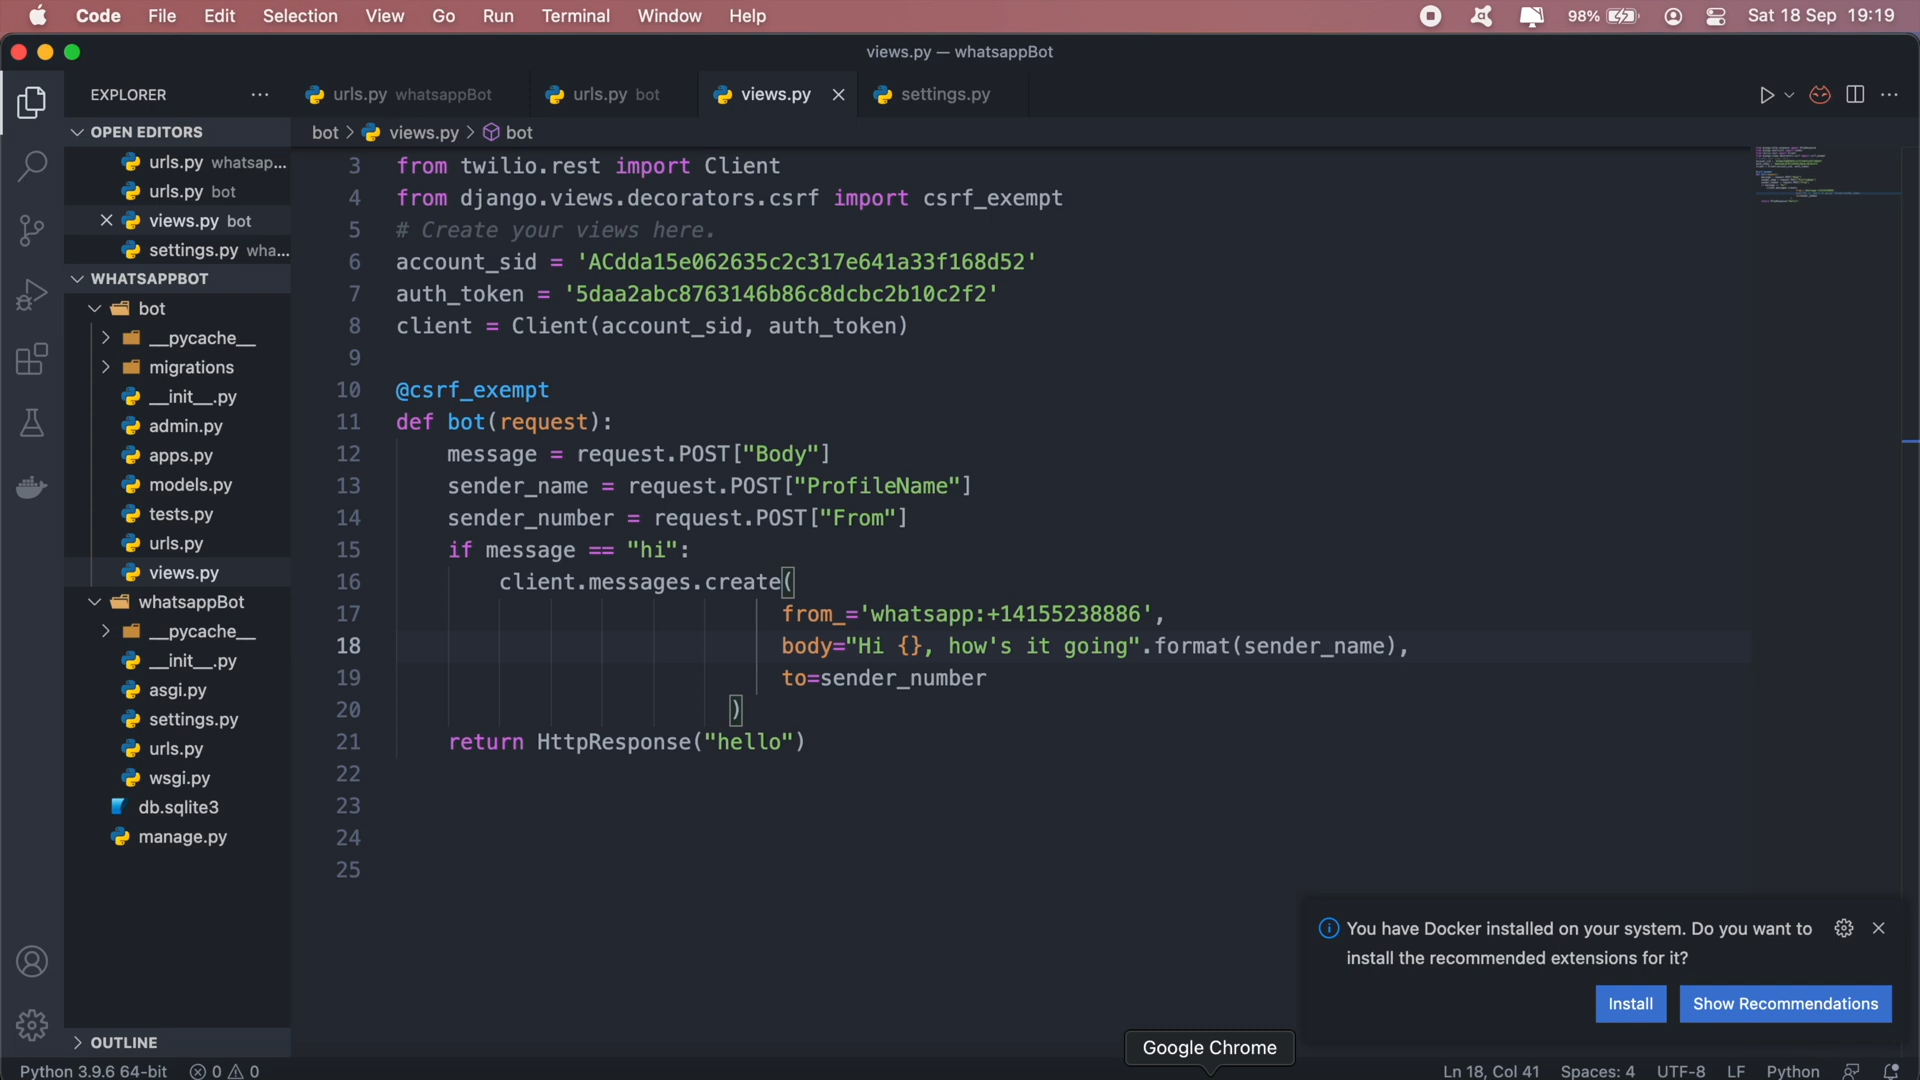 Code File Edit Selection View Go Run Terminal Window Help 98% Sat 18 Sep 19:19
views.py — whatsappBot
EXPLORER
urls.py whatsappBot
urls.py bot
views.py
settings.py
OPEN EDITORS
urls.py whatsap...
urls.py bot
views.py bot
settings.py wha...
WHATSAPPBOT
bot
__pycache__
migrations
__init__.py
admin.py
apps.py
models.py
tests.py
urls.py
views.py
whatsappBot
__pycache__
__init__.py
asgi.py
settings.py
urls.py
wsgi.py
db.sqlite3
manage.py
OUTLINE
bot > views.py > bot
3 from twilio.rest import Client
4 from django.views.decorators.csrf import csrf_exempt
5 # Create your views here.
6 account_sid = 'ACdda15e062635c2c317e641a33f168d52'
7 auth_token = '5daa2abc8763146b86c8dcbc2b10c2f2'
8 client = Client(account_sid, auth_token)
9
10 @csrf_exempt
11 def bot(request):
12 message = request.POST["Body"]
13 sender_name = request.POST["ProfileName"]
14 sender_number = request.POST["From"]
15 if message == "hi":
16 client.messages.create(
17 from_='whatsapp:+14155238886',
18 body="Hi {}, how's it going".format(sender_name),
19 to=sender_number
20 )
21 return HttpResponse("hello")
22
23
24
25
You have Docker installed on your system. Do you want to
install the recommended extensions for it?
Install
Show Recommendations
Google Chrome
Python 3.9.6 64-bit 0 0 Ln 18, Col 41 Spaces: 4 UTF-8 LF Python